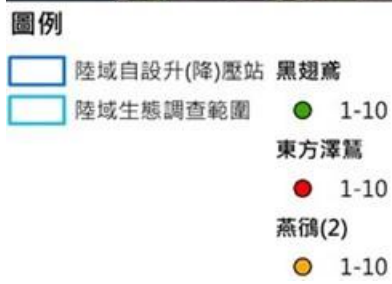 圖例
陸域自設升(降)壓站
陸域生態調查範圍
黑翅鳶
1-10
東方澤鵟
1-10
燕鴴(2)
1-10